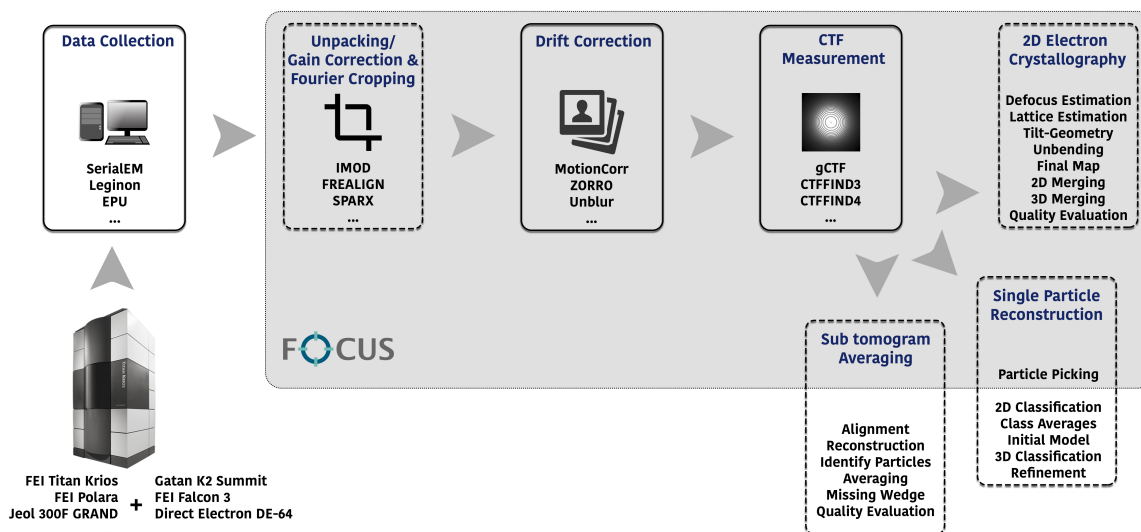 Data Collection
SerialEM
Leginon
EPU
...
Unpacking/
Gain Correction &
Fourier Cropping
IMOD
FREALIGN
SPARX
...
Drift Correction
MotionCorr
ZORRO
Unblur
...
CTF
Measurement
gCTF
CTFFIND3
CTFFIND4
...
2D Electron
Crystallography
Defocus Estimation
Lattice Estimation
Tilt-Geometry
Unbending
Final Map
2D Merging
3D Merging
Quality Evaluation
Single Particle
Reconstruction
Particle Picking
2D Classification
Class Averages
Initial Model
3D Classification
Refinement
Sub tomogram
Averaging
Alignment
Reconstruction
Identify Particles
Averaging
Missing Wedge
Quality Evaluation
FOCUS
TITAN KRIOS
FEI Titan Krios
FEI Polara
Jeol 300F GRAND
+
Gatan K2 Summit
FEI Falcon 3
Direct Electron DE-64